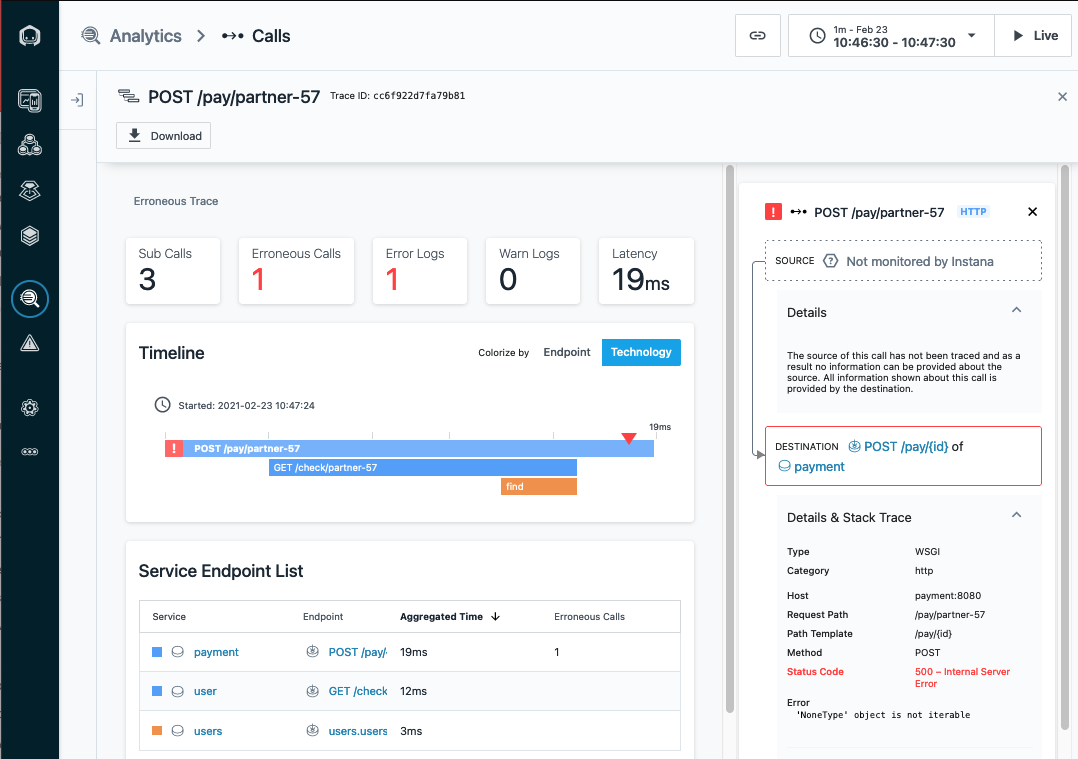 Analytics > Calls
1m - Feb 23
10:46:30 - 10:47:30
Live
POST /pay/partner-57 Trace ID: cc6f922d7fa79b81
Download
Erroneous Trace
Sub Calls
3
Erroneous Calls
1
Error Logs
1
Warn Logs
0
Latency
19ms
Timeline
Colorize by Endpoint Technology
Started: 2021-02-23 10:47:24
19ms
! POST /pay/partner-57
GET /check/partner-57
find
Service Endpoint List
Service Endpoint Aggregated Time Erroneous Calls
payment POST /pay/ 19ms 1
user GET /check 12ms
users users.users 3ms
! POST /pay/partner-57 HTTP
SOURCE ? Not monitored by Instana
Details
The source of this call has not been traced and as a
result no information can be provided about the
source. All information shown about this call is
provided by the destination.
DESTINATION POST /pay/{id} of
payment
Details & Stack Trace
Type WSGI
Category http
Host payment:8080
Request Path /pay/partner-57
Path Template /pay/{id}
Method POST
Status Code 500 – Internal Server
Error
Error
'NoneType' object is not iterable